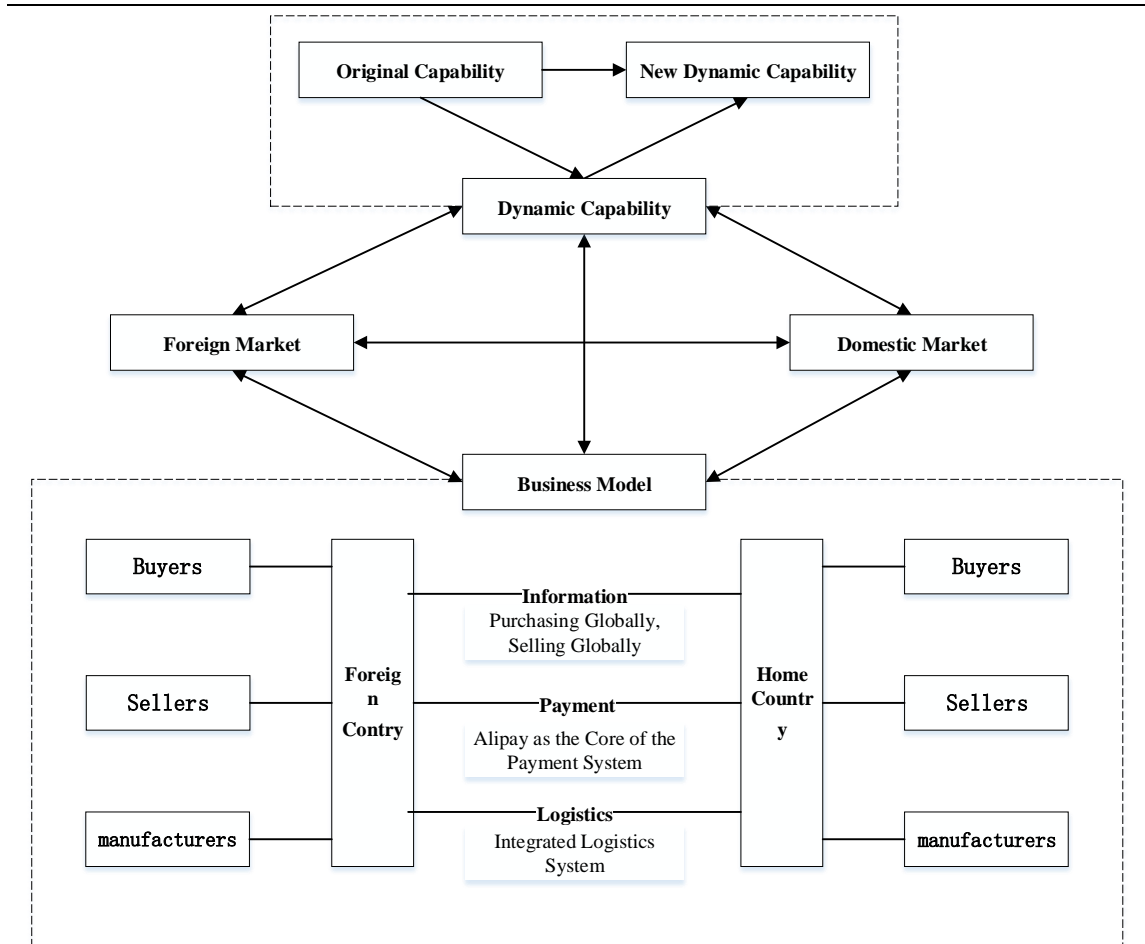 Original Capability
New Dynamic Capability
Dynamic Capability
Foreign Market
Domestic Market
Business Model
Buyers
Buyers
Information
Purchasing Globally,
Selling Globally
Foreig
n
Contry
Home
Countr
y
Sellers
Sellers
Payment
Alipay as the Core of the
Payment System
Logistics
Integrated Logistics
System
manufacturers
manufacturers